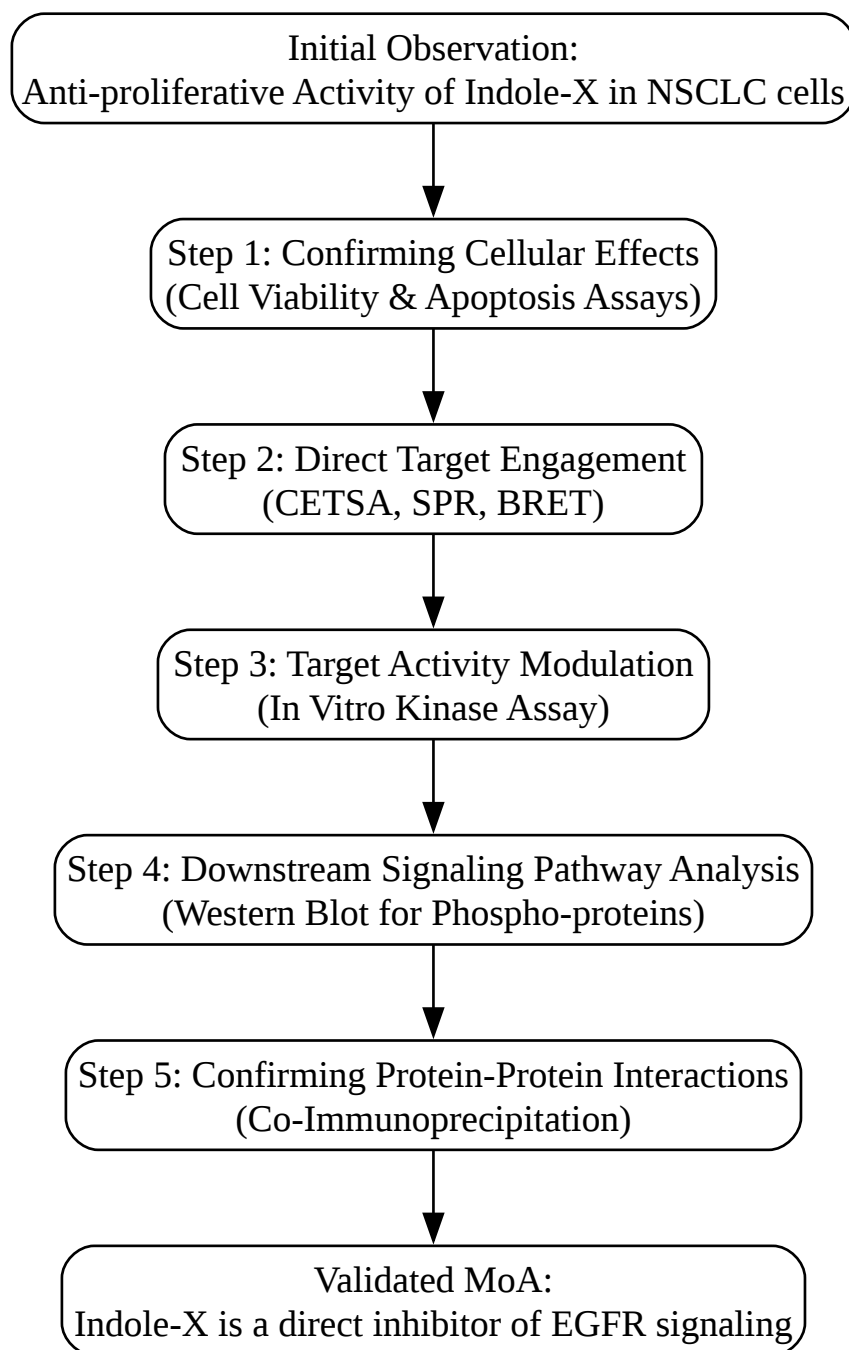 Initial Observation:
Anti-proliferative Activity of Indole-X in NSCLC cells
Step 1: Confirming Cellular Effects
(Cell Viability & Apoptosis Assays)
Step 2: Direct Target Engagement
(CETSA, SPR, BRET)
Step 3: Target Activity Modulation
(In Vitro Kinase Assay)
Step 4: Downstream Signaling Pathway Analysis
(Western Blot for Phospho-proteins)
Step 5: Confirming Protein-Protein Interactions
(Co-Immunoprecipitation)
Validated MoA:
Indole-X is a direct inhibitor of EGFR signaling